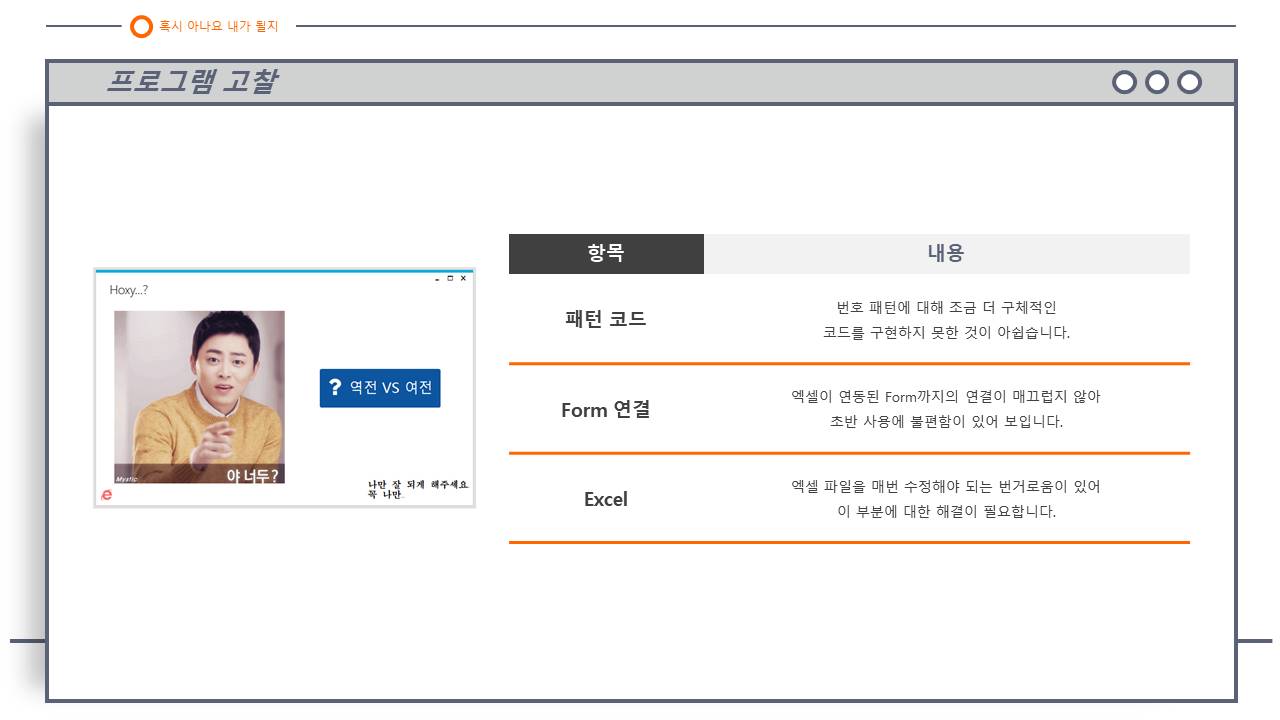 혹시 아나요 내가 될지
프로그램 고찰
Hoxy...?
야 너두?
Mystic
? 역전 VS 여전
나만 잘 되게 해주세요
꼭 나만..
항목 내용
패턴 코드
번호 패턴에 대해 조금 더 구체적인
코드를 구현하지 못한 것이 아쉽습니다.
Form 연결
엑셀이 연동된 Form까지의 연결이 매끄럽지 않아
초반 사용에 불편함이 있어 보입니다.
Excel
엑셀 파일을 매번 수정해야 되는 번거로움이 있어
이 부분에 대한 해결이 필요합니다.